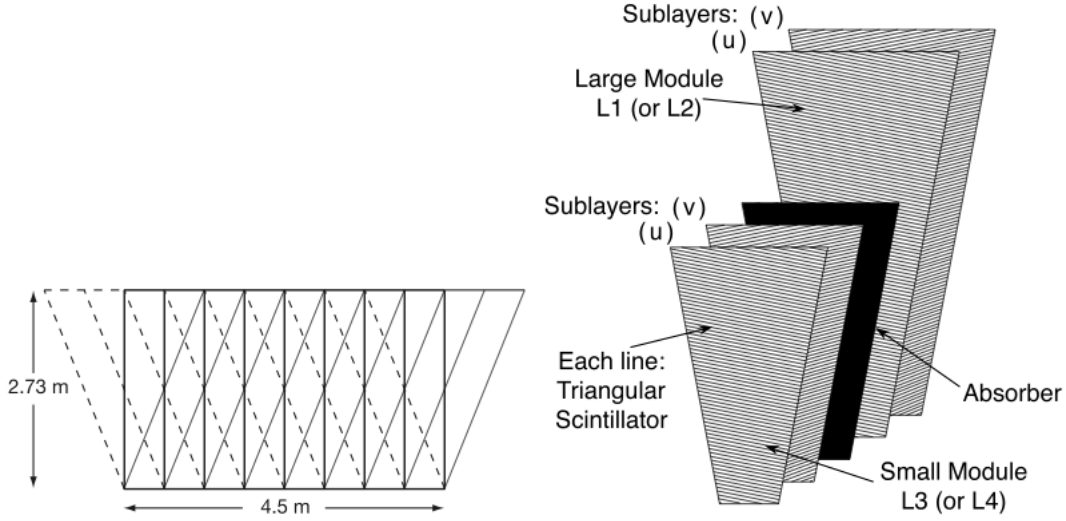 2.73 m
4.5 m
Sublayers: (v)
(u)
Large Module
L1 (or L2)
Sublayers: (v)
(u)
Each line:
Triangular
Scintillator
Absorber
Small Module
L3 (or L4)